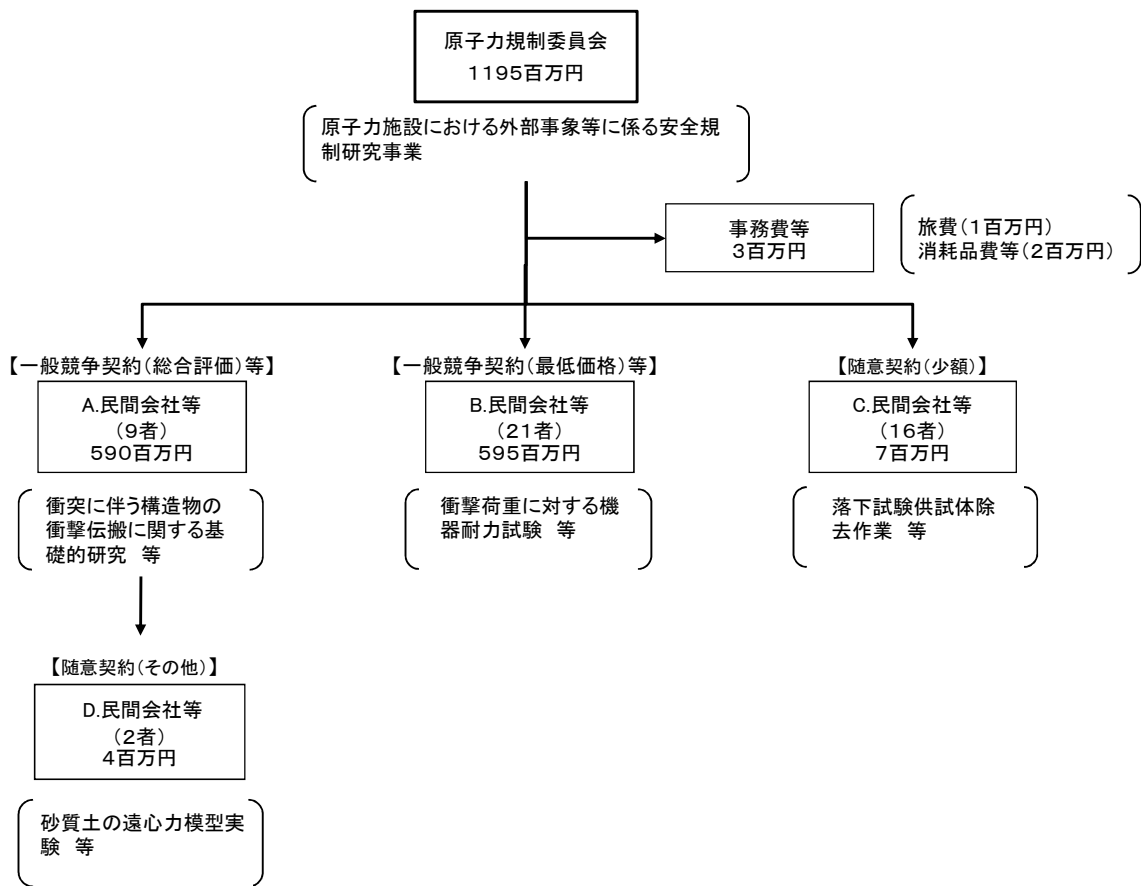 原子力規制委員会
1195百万円
原子力施設における外部事象等に係る安全規
制研究事業
事務費等
3百万円
旅費(1百万円)
消耗品費等(2百万円)
【一般競争契約(総合評価)等】
A.民間会社等
(9者)
590百万円
衝突に伴う構造物の
衝撃伝搬に関する基
礎的研究 等
【一般競争契約(最低価格)等】
B.民間会社等
(21者)
595百万円
衝撃荷重に対する機
器耐力試験 等
【随意契約(少額)】
C.民間会社等
(16者)
7百万円
落下試験供試体除
去作業 等
【随意契約(その他)】
D.民間会社等
(2者)
4百万円
砂質土の遠心力模型実
験 等